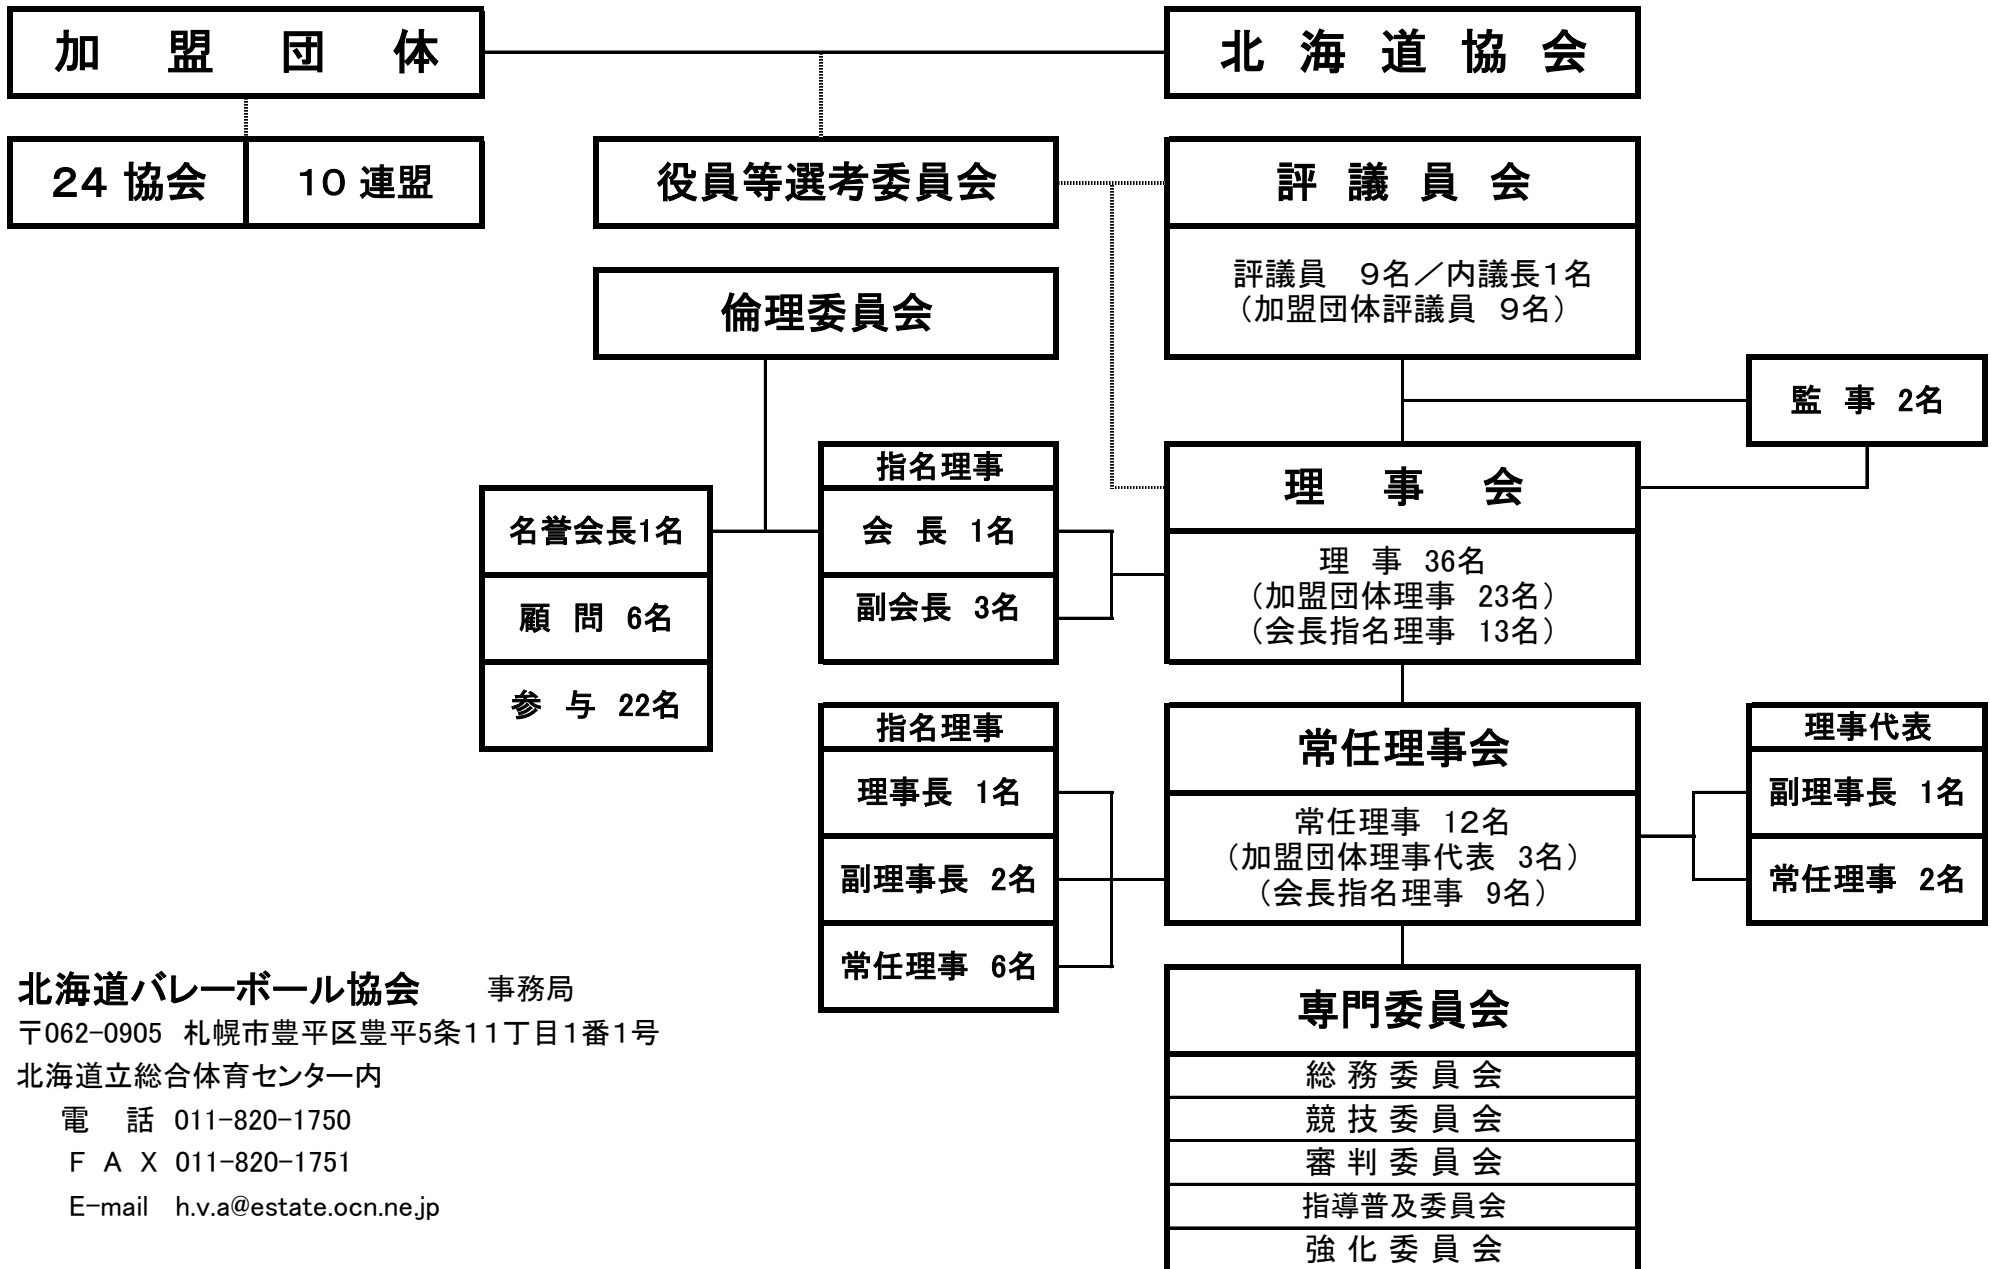 加盟団体
北海道協会
24 協会
10 連盟
役員等選考委員会
評議員会
評議員　9名／内議長1名
（加盟団体評議員　9名）
倫理委員会
監　事　2名
指名理事
会　長　1名
副会長　3名
名誉会長1名
顧　問　6名
参　与　22名
理事会
理　事　36名
（加盟団体理事　23名）
（会長指名理事　13名）
指名理事
理事長　1名
副理事長　2名
常任理事　6名
常任理事会
常任理事　12名
（加盟団体理事代表　3名）
（会長指名理事　9名）
理事代表
副理事長　1名
常任理事　2名
専門委員会
総務委員会
競技委員会
審判委員会
指導普及委員会
強化委員会
北海道バレーボール協会　事務局
〒062-0905　札幌市豊平区豊平5条11丁目1番1号
北海道立総合体育センター内
電　話　011-820-1750
ＦＡＸ　011-820-1751
E-mail　h.v.a@estate.ocn.ne.jp